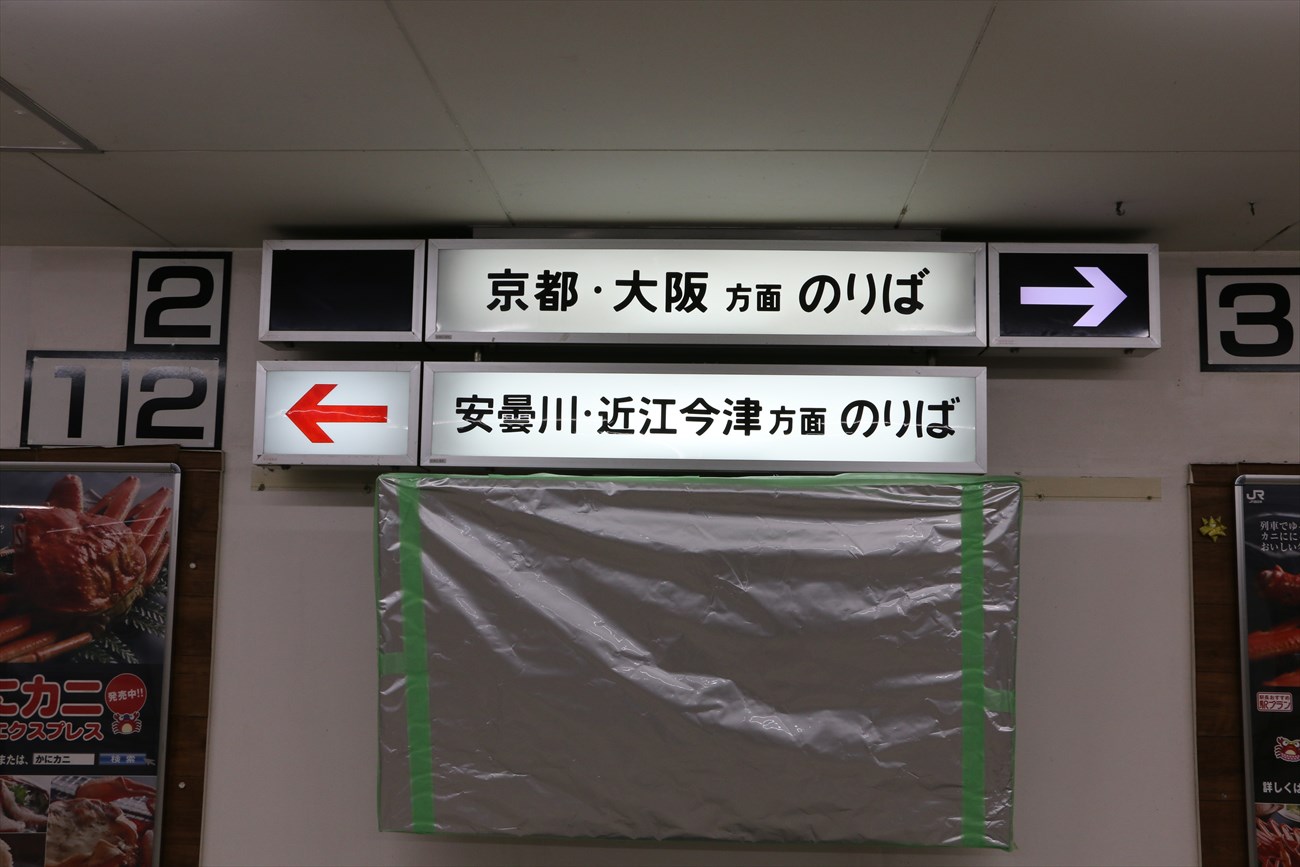 京都・大阪 方面 のりば
安曇川・近江今津方面 のりば
2
1 2
3
カニ
エクスプレス
発売中!!
または、 かにカニ 検索
JR
列車でゆ
カニにに
おいしい
駅プラン
詳しくは